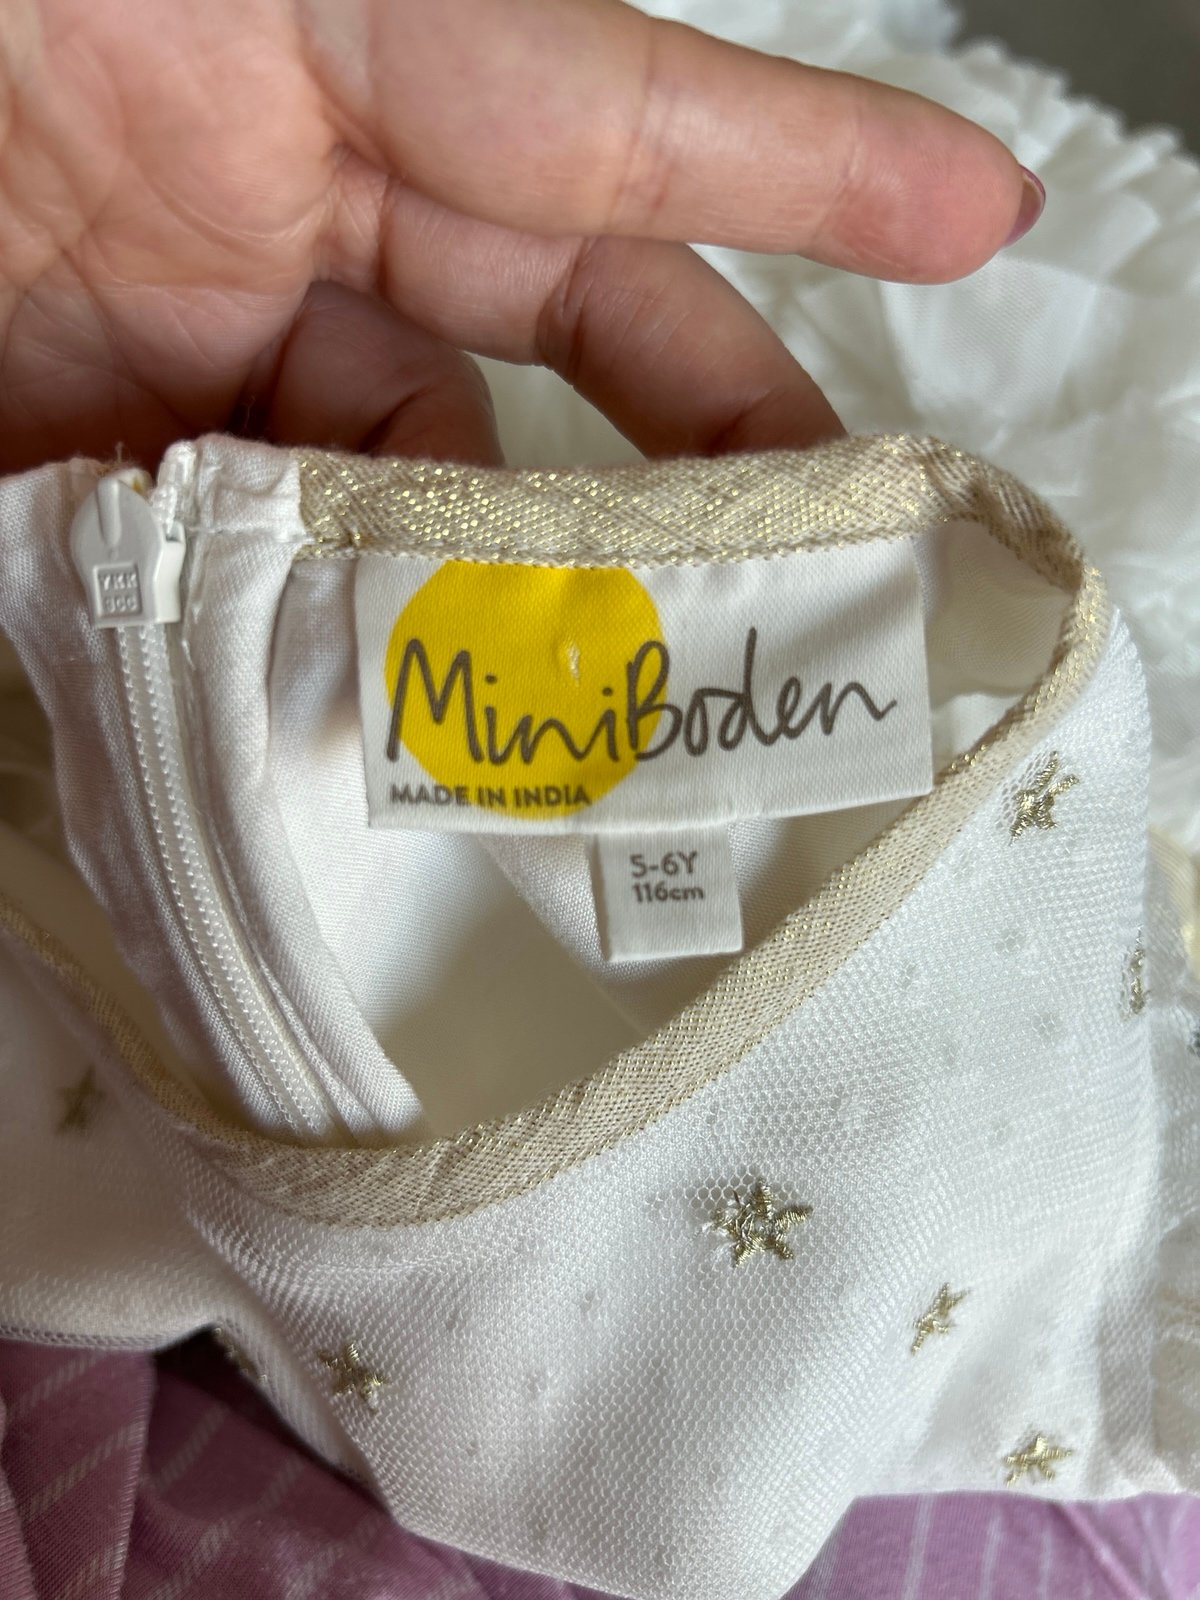 YKK
MiniBoden
MADE IN INDIA
5-6Y
116cm